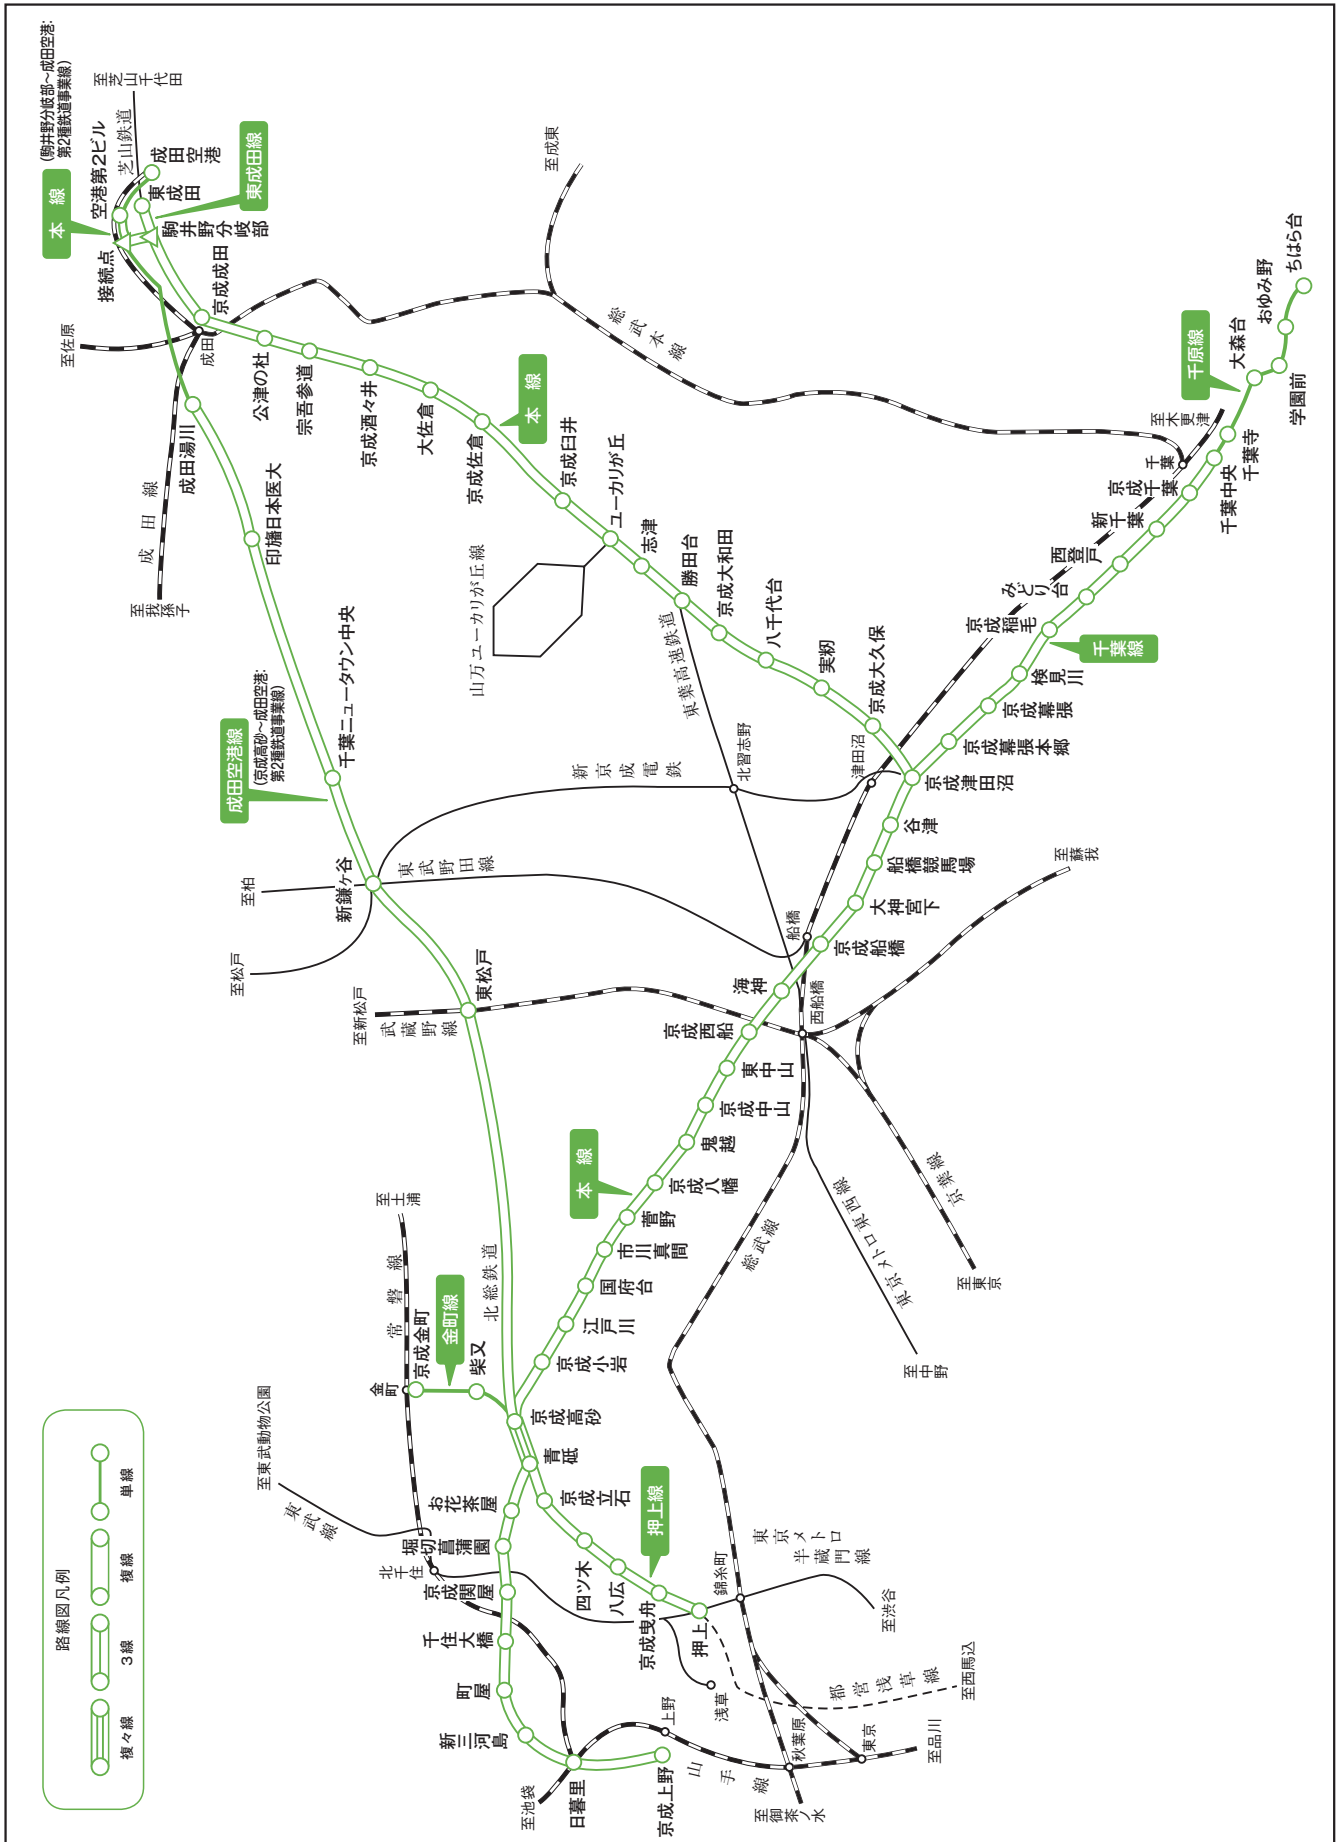 (駒井野分岐部~成田空港:
第2種鉄道事業線)
本線
至芝山千代田
芝山鉄道
空港第2ビル
成田空港
東成田
東成田線
駒井野分岐部
接続点
京成成田
成田
至佐原
至成東
総武本線
公津の杜
宗吾参道
京成酒々井
大佐倉
京成佐倉
本線
京成臼井
ユーカリが丘
山万ユーカリが丘線
志津
勝田台
京成大和田
八千代台
実籾
京成大久保
東葉高速鉄道
成田湯川
成田線
至我孫子
印旛日本医大
千葉ニュータウン中央
成田空港線
(京成高砂~成田空港:
第2種鉄道事業線)
新鎌ヶ谷
至柏
至松戸
東武野田線
新京成電鉄
北習志野
津田沼
京成津田沼
ちはら台
おゆみ野
学園前
大森台
千原線
千葉寺
千葉中央
至木更津
千葉
京成千葉
新千葉
西登戸
みどり台
京成稲毛
千葉線
検見川
京成幕張
京成幕張本郷
谷津
船橋競馬場
大神宮下
京成船橋
船橋
至蘇我
海神
西船橋
京成西船
東中山
京成中山
鬼越
京成八幡
菅野
市川真間
国府台
江戸川
京成小岩
京成高砂
本線
東松戸
至新松戸
武蔵野線
北総鉄道
総武線
東京メトロ東西線
京葉線
至東京
至中野
至土浦
常磐線
京成金町
金町
金町線
柴又
青砥
京成立石
四ツ木
八広
京成曳舟
押上
押上線
至東武動物公園
東武線
お花茶屋
堀切菖蒲園
北千住
京成関屋
千住大橋
町屋
新三河島
日暮里
京成上野
至池袋
上野
浅草
錦糸町
東京メトロ
半蔵門線
至渋谷
都営浅草線
至西馬込
山手線
秋葉原
東京
至品川
至御茶ノ水
路線図凡例
単線
複線
3線
複々線